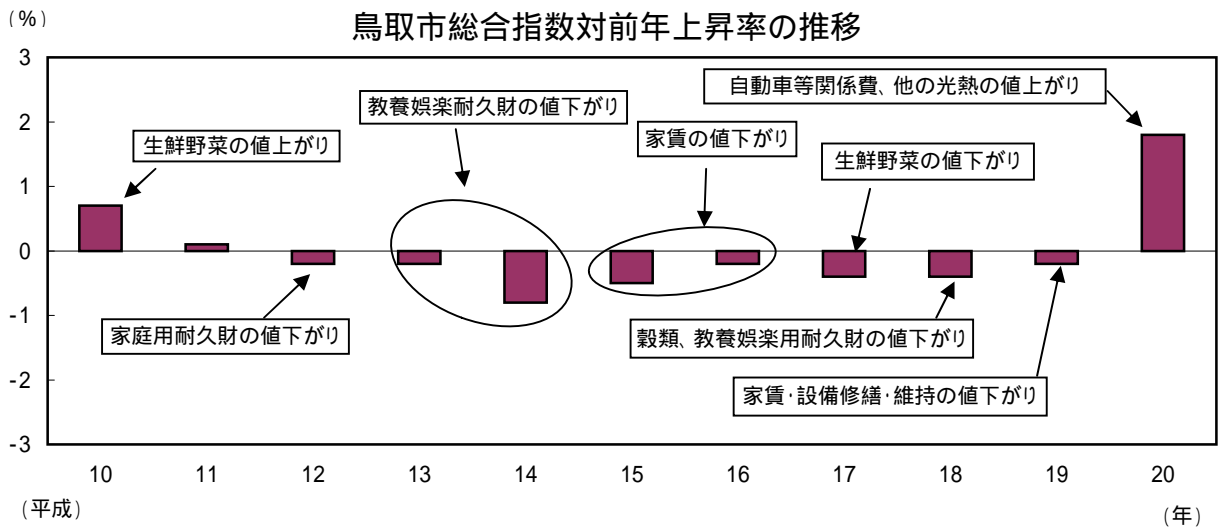 (%)
鳥取市総合指数対前年上昇率の推移
3
2
1
0
-1
-2
-3
生鮮野菜の値上がり
家庭用耐久財の値下がり
教養娯楽耐久財の値下がり
家賃の値下がり
生鮮野菜の値下がり
穀類、教養娯楽用耐久財の値下がり
家賃・設備修繕・維持の値下がり
自動車等関係費、他の光熱の値上がり
10 11 12 13 14 15 16 17 18 19 20
(平成) (年)